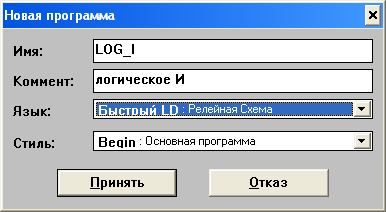 Новая программа
Имя: LOG_I
Коммент: логическое И
Язык: Быстрый LD : Релейная Схема
Стиль: Begin : Основная программа
Принять Отказ